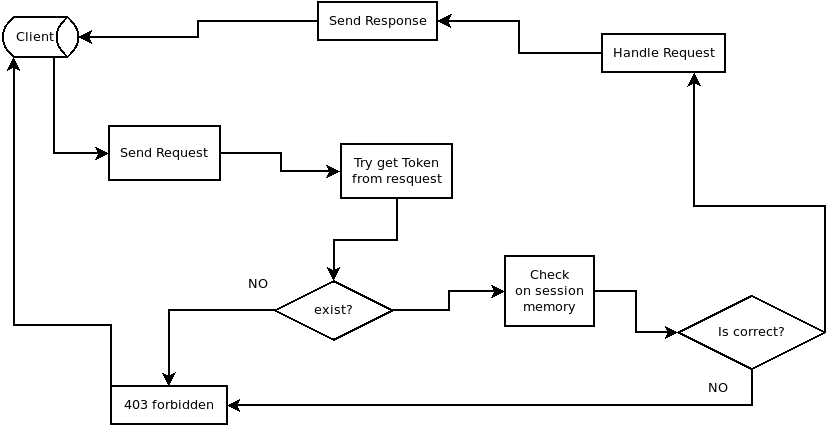 Send Response
Client
Handle Request
Send Request
Try get Token
from resquest
NO
exist?
Check
on session
memory
Is correct?
NO
403 forbidden